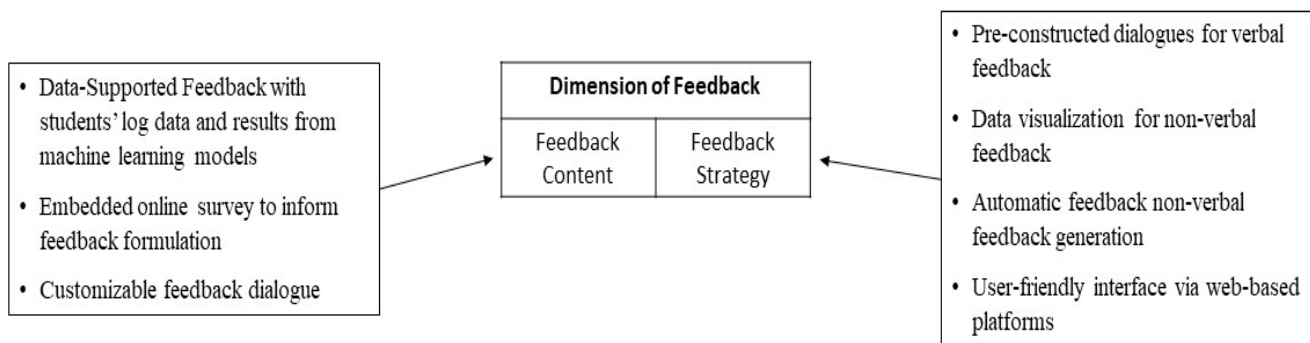 • Data-Supported Feedback with
students' log data and results from
machine learning models
• Embedded online survey to inform
feedback formulation
• Customizable feedback dialogue
Dimension of Feedback
Feedback
Content
Feedback
Strategy
• Pre-constructed dialogues for verbal
feedback
• Data visualization for non-verbal
feedback
• Automatic feedback non-verbal
feedback generation
• User-friendly interface via web-based
platforms